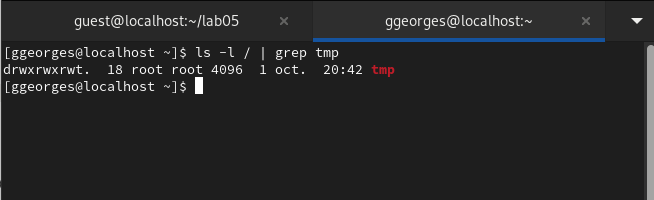 guest@localhost:~/lab05 × ggeorges@localhost:~ ×
[ggeorges@localhost ~]$ ls -l / | grep tmp
drwxrwxrwt.  18 root root 4096  1 oct.  20:42 tmp
[ggeorges@localhost ~]$